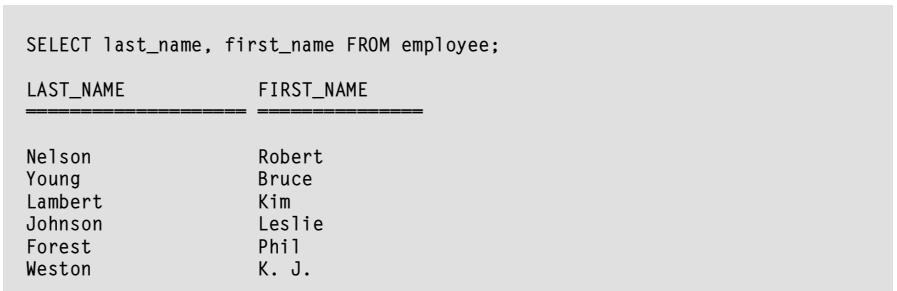 SELECT last_name, first_name FROM employee;
LAST_NAME FIRST_NAME
==================== ===============
Nelson Robert
Young Bruce
Lambert Kim
Johnson Leslie
Forest Phil
Weston K. J.